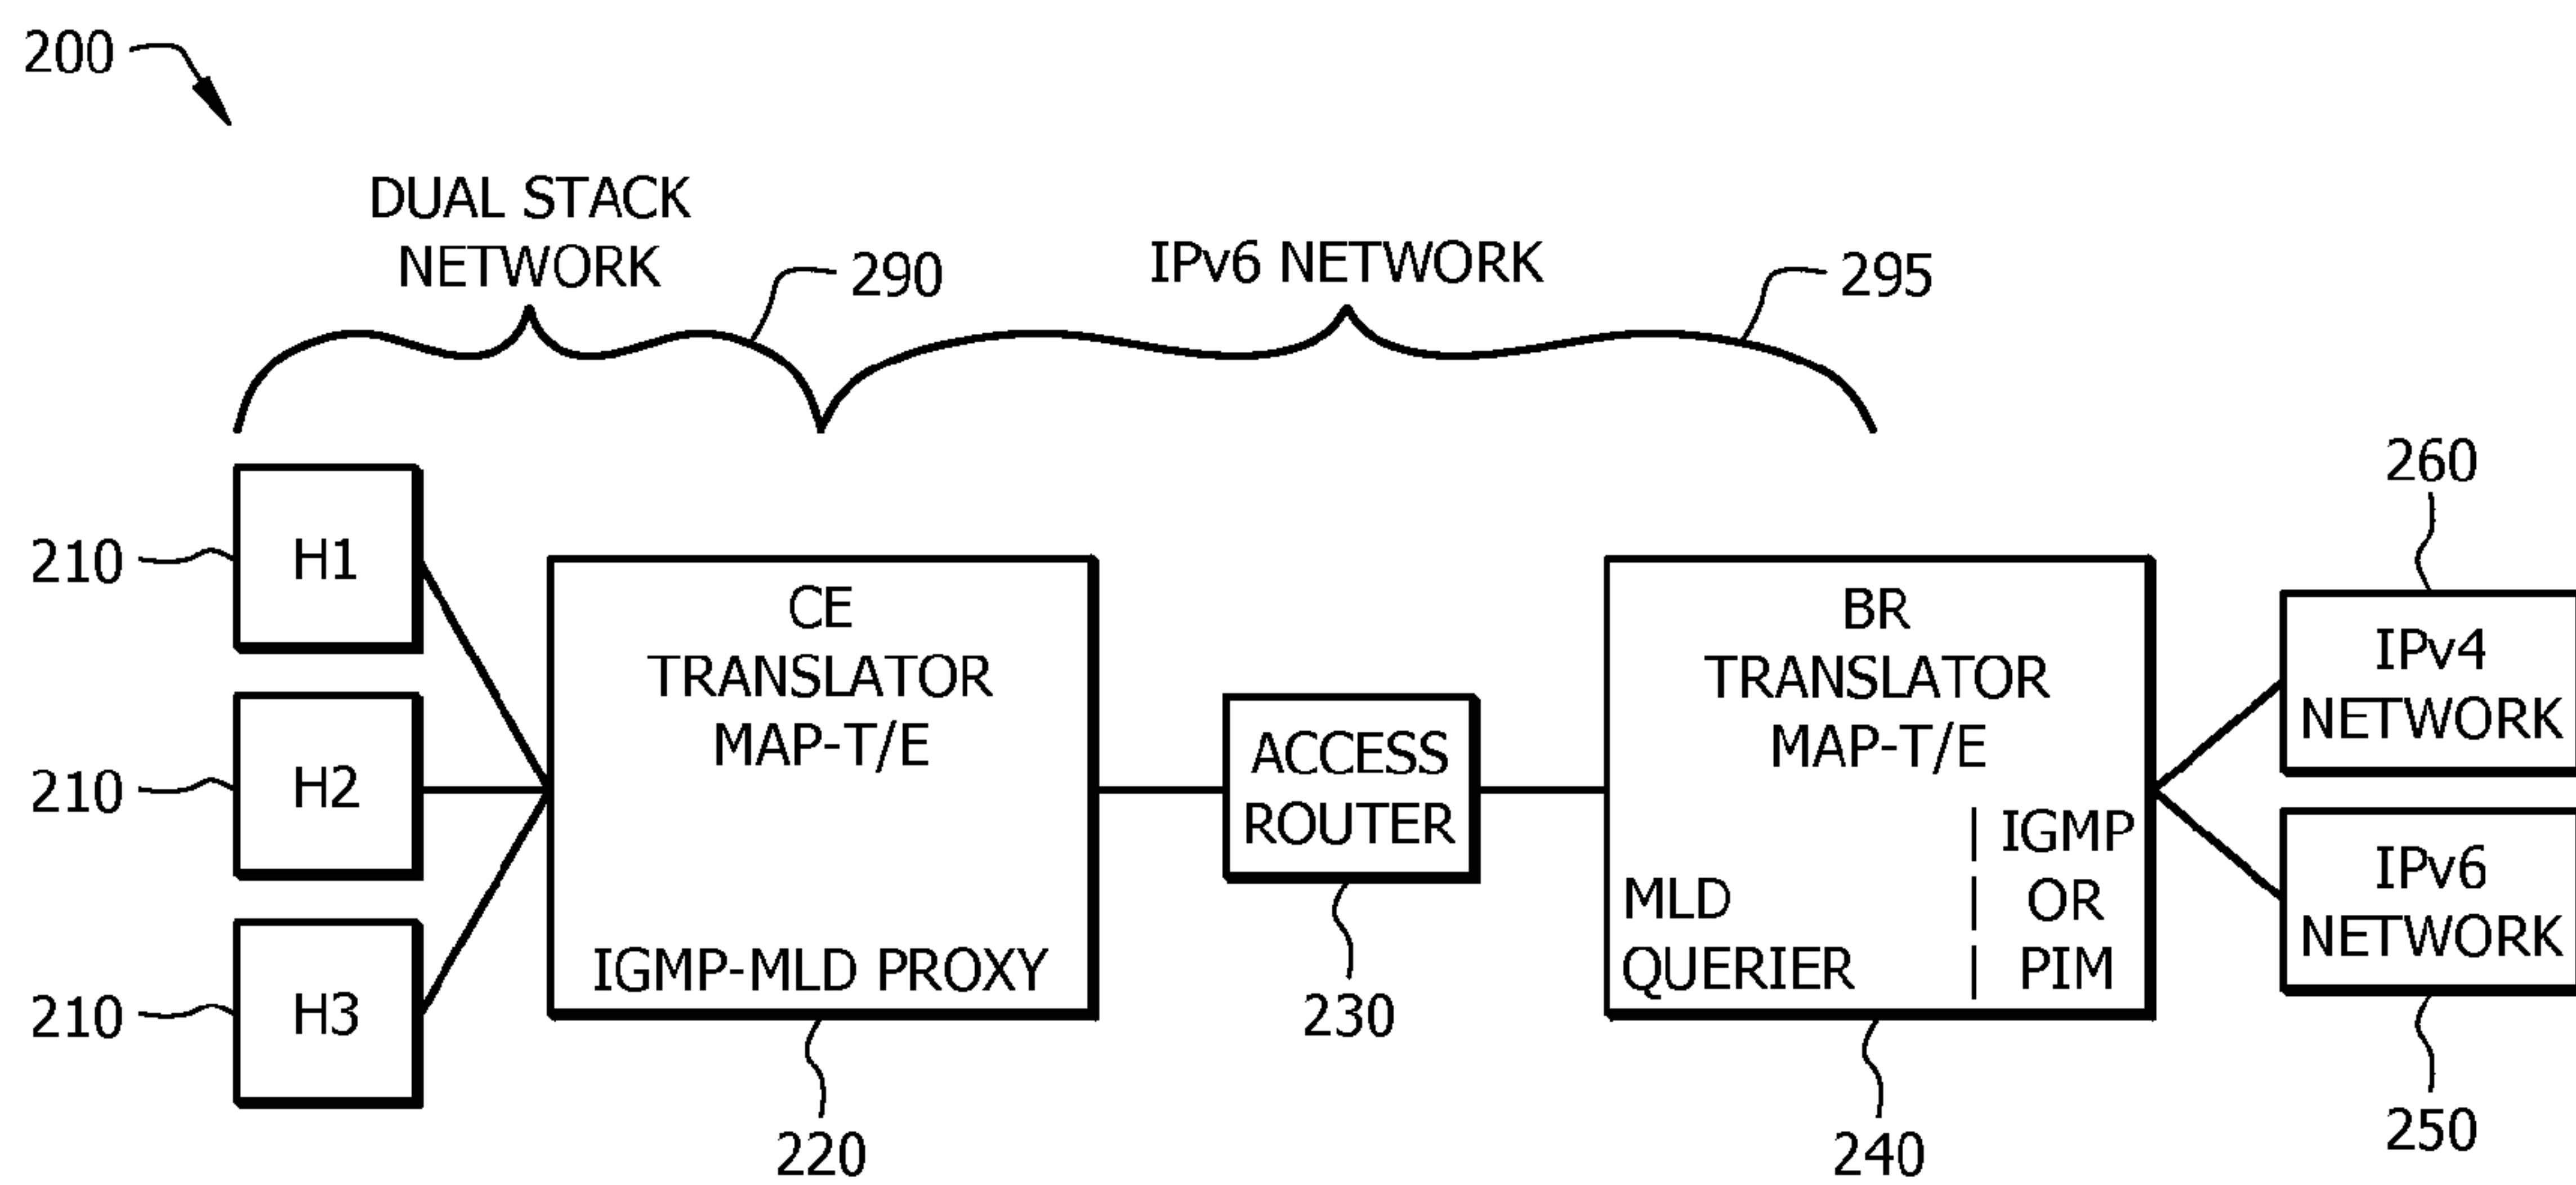 200
DUAL STACK
NETWORK
290
IPv6 NETWORK
295
210
H1
210
H2
210
H3
CE
TRANSLATOR
MAP-T/E
IGMP-MLD PROXY
220
ACCESS
ROUTER
230
BR
TRANSLATOR
MAP-T/E
MLD
QUERIER
IGMP
OR
PIM
240
260
IPv4
NETWORK
IPv6
NETWORK
250